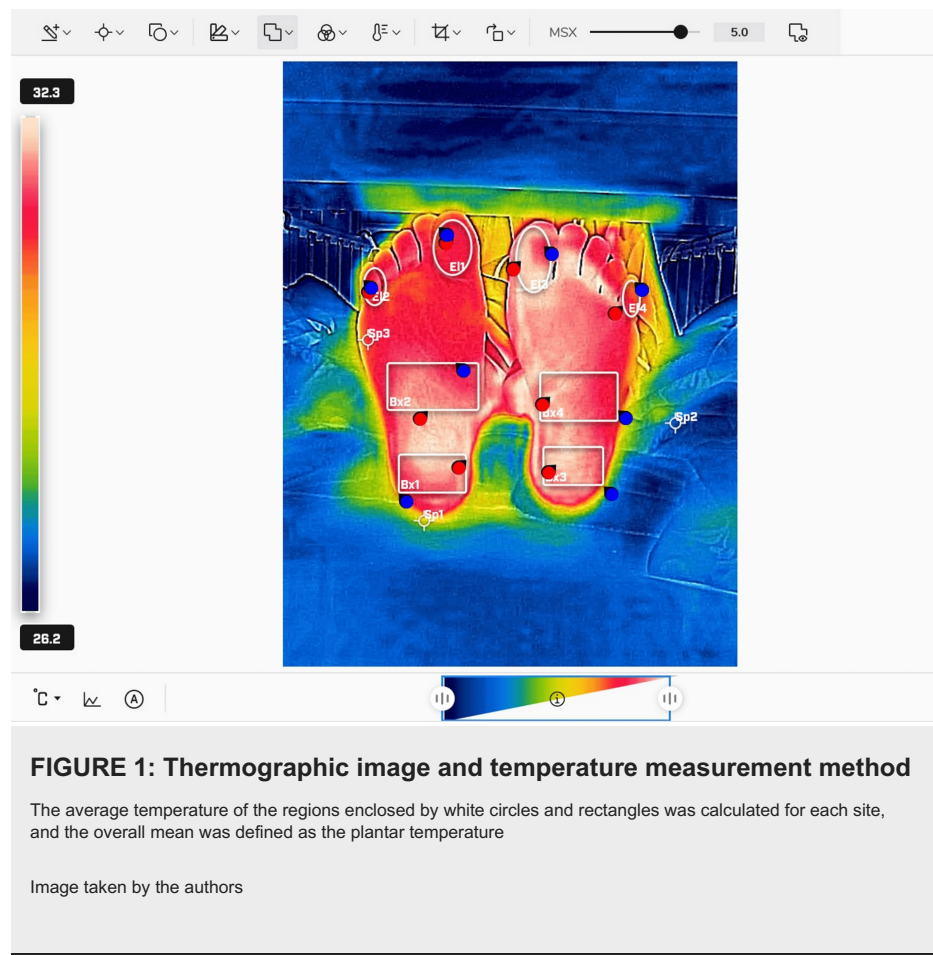 MSX 5.0
32.3
El1
El2
El3
El4
Sp3
Bx2
Bx4
Sp2
Bx1
Bx3
Sp1
26.2
°C A
FIGURE 1: Thermographic image and temperature measurement method
The average temperature of the regions enclosed by white circles and rectangles was calculated for each site,
and the overall mean was defined as the plantar temperature
Image taken by the authors